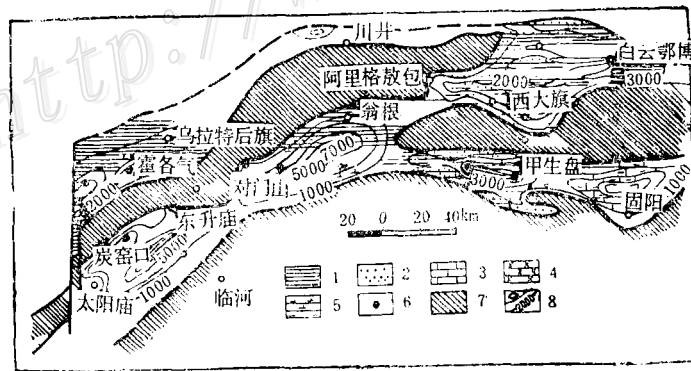 http://
川井
白云鄂博
阿里格敖包
2000
3000
西大旗
翁根
乌拉特后旗
7000
霍各气
5000
甲生盘
对门山
1000
3000
2000
固阳
1000
东升庙
炭窑口
5000
1000
太阳庙
临河
20 0 20 40km
1 2 3 4
5 6 7 8